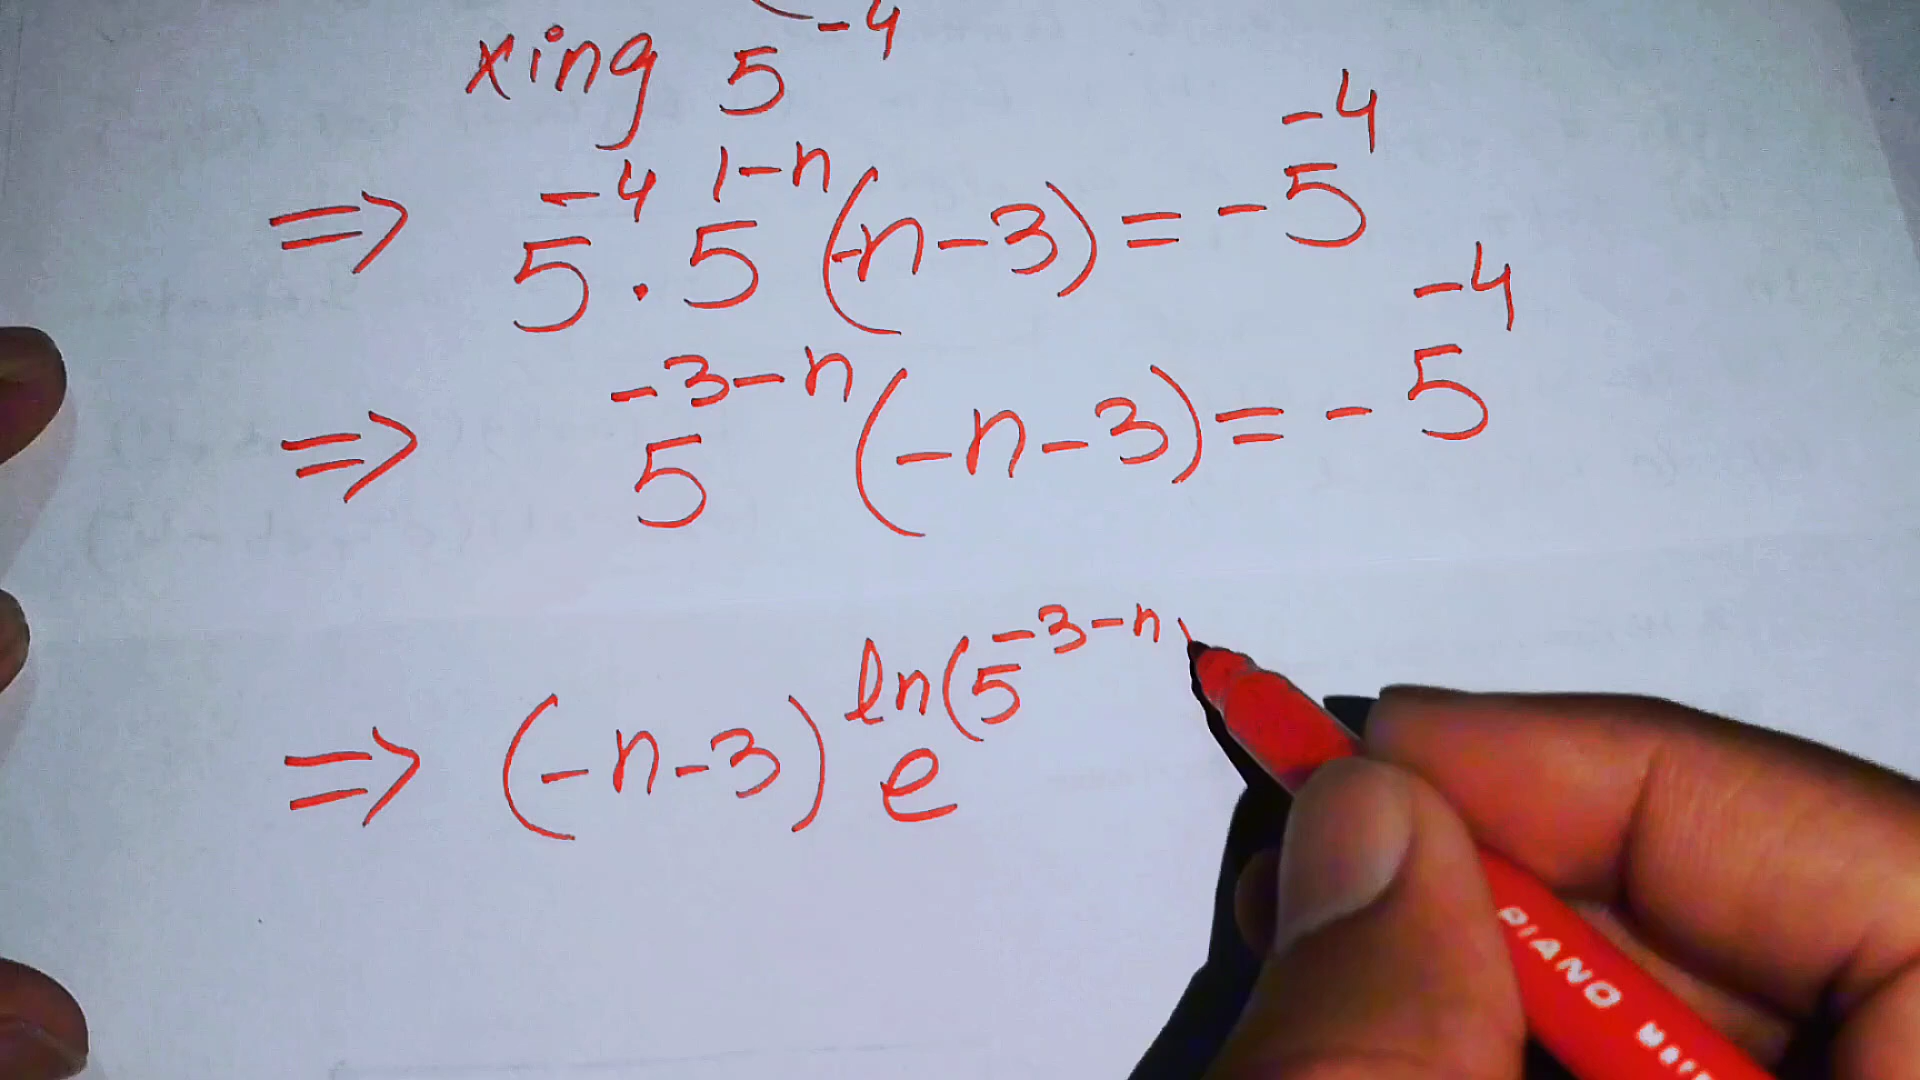 xing 5^-4
=> 5^-4 . 5^1-n (-n-3) = -5^-4
=> 5^-3-n (-n-3) = -5^-4
=> (-n-3) e^ln(5^-3-n)
PIANO